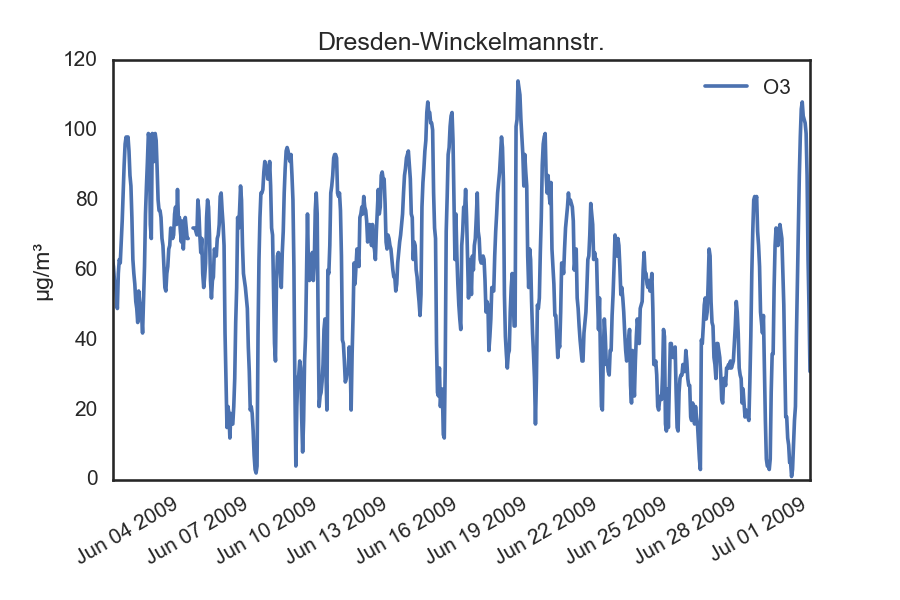 Dresden-Winckelmannstr.
120
100
80
60
40
20
0
µg/m³
O3
Jun 04 2009
Jun 07 2009
Jun 10 2009
Jun 13 2009
Jun 16 2009
Jun 19 2009
Jun 22 2009
Jun 25 2009
Jun 28 2009
Jul 01 2009